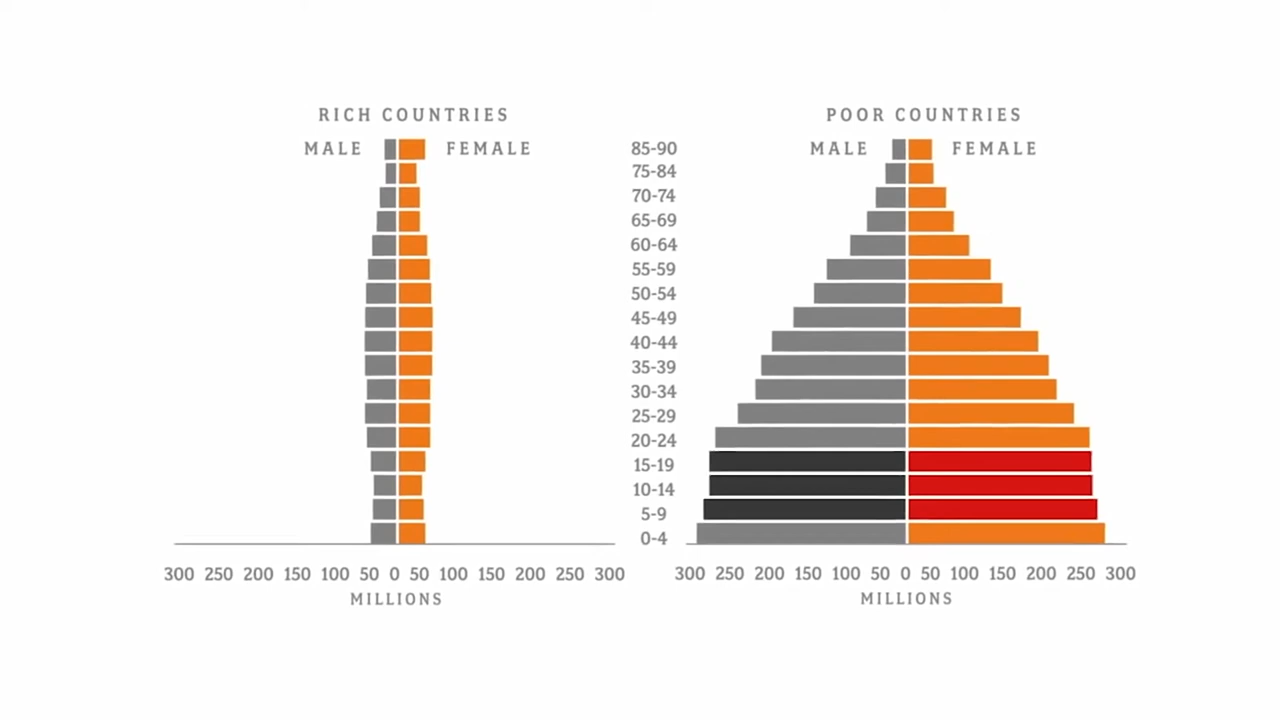 RICH COUNTRIES
MALE FEMALE
POOR COUNTRIES
MALE FEMALE
85-90
75-84
70-74
65-69
60-64
55-59
50-54
45-49
40-44
35-39
30-34
25-29
20-24
15-19
10-14
5-9
0-4
300 250 200 150 100 50 0 50 100 150 200 250 300
MILLIONS
300 250 200 150 100 50 0 50 100 150 200 250 300
MILLIONS